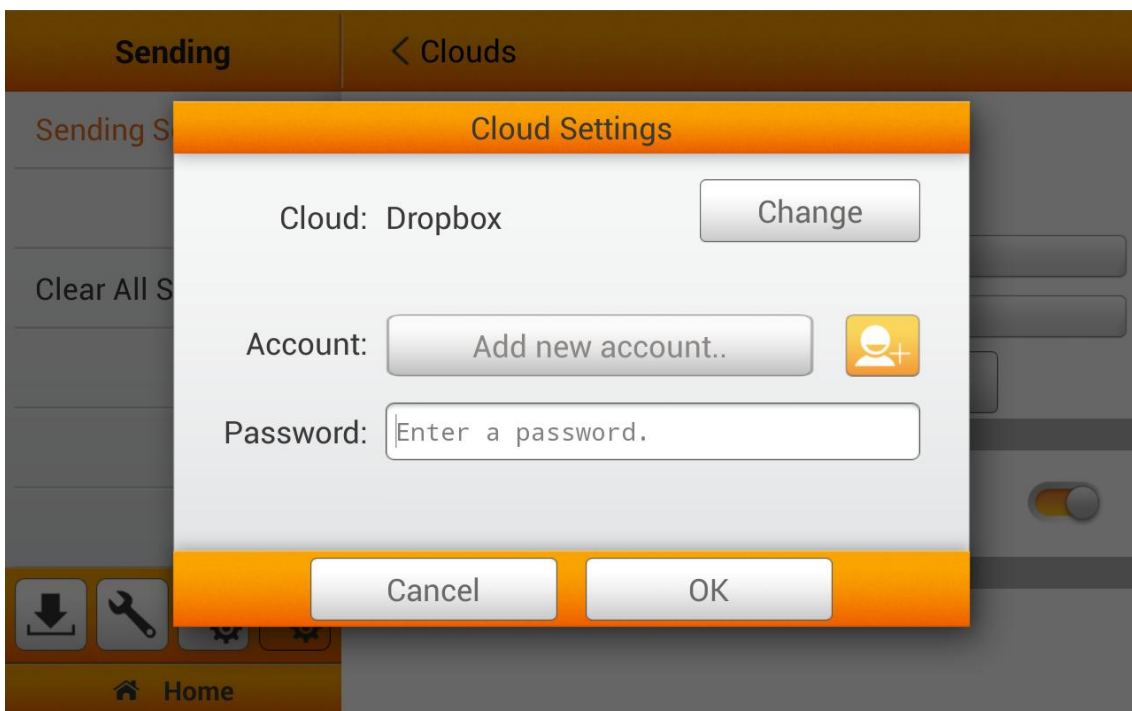 Sending
< Clouds
Sending S
Cloud Settings
Cloud: Dropbox
Change
Clear All S
Account:
Add new account..
Password:
Enter a password.
Cancel
OK
Home